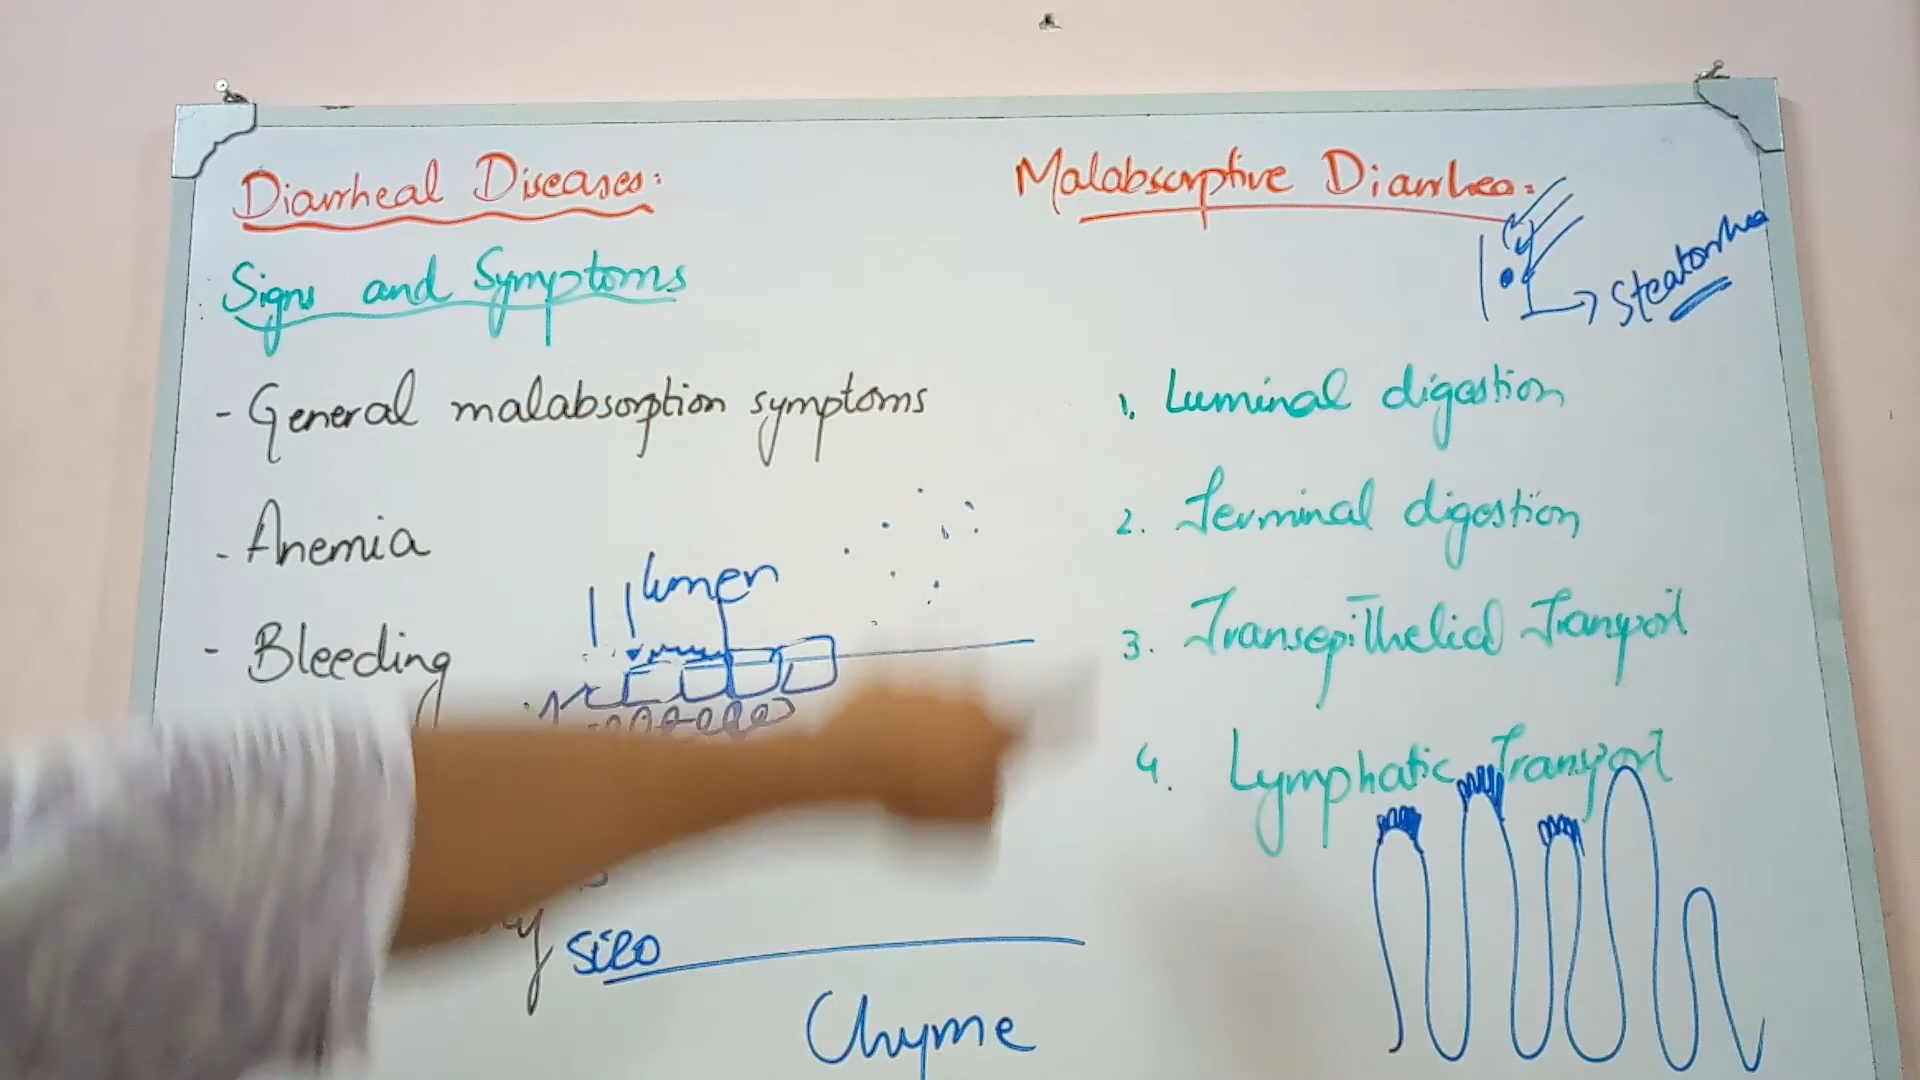 Diarrheal Diseases:
Signs and Symptoms
- General malabsorption symptoms
- Anemia
- Bleeding
lumen
Chyme
Malabsorptive Diarrhea:
Steatorrhea
1. Luminal digestion
2. Terminal digestion
3. Transepithelial Transport
4. Lymphatic Transport